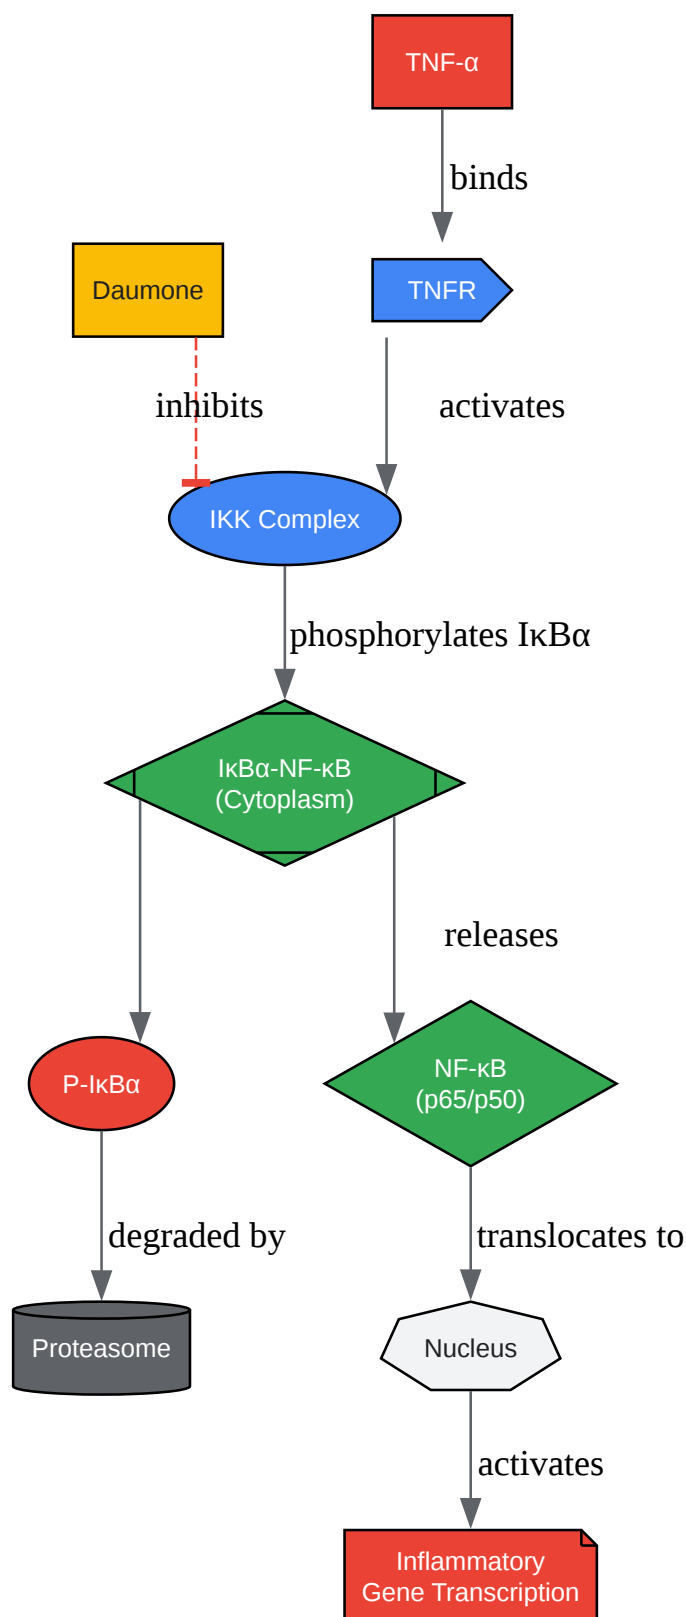 TNF-α
binds
Daumone
TNFR
inhibits
activates
IKK Complex
phosphorylates IκBα
IκBα-NF-κB
(Cytoplasm)
releases
P-IκBα
NF-κB
(p65/p50)
degraded by
translocates to
Proteasome
Nucleus
activates
Inflammatory
Gene Transcription